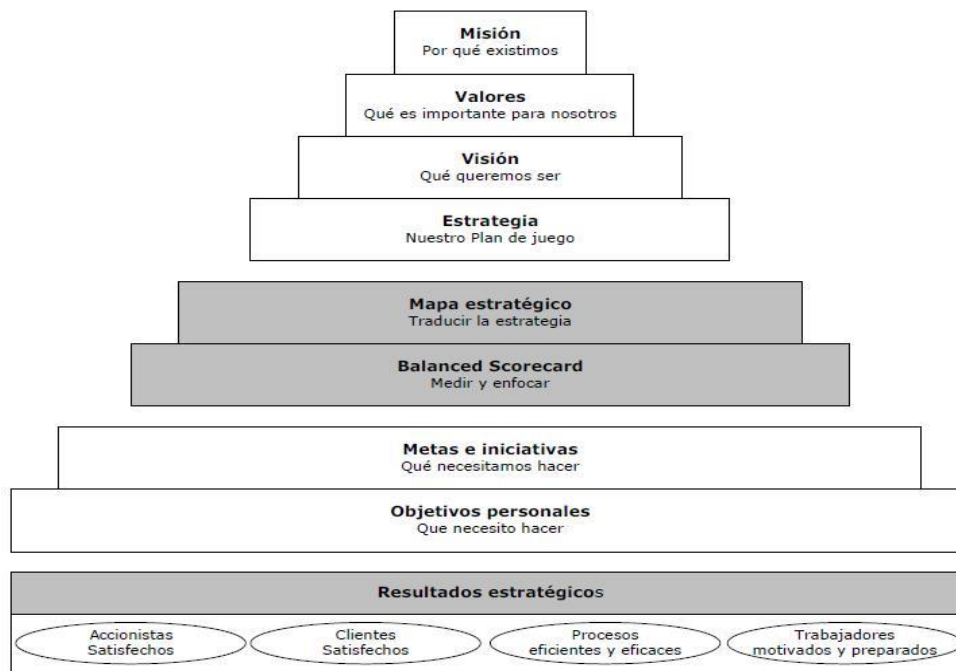 Misión
Por qué existimos
Valores
Qué es importante para nosotros
Visión
Qué queremos ser
Estrategia
Nuestro Plan de juego
Mapa estratégico
Traducir la estrategia
Balanced Scorecard
Medir y enfocar
Metas e iniciativas
Qué necesitamos hacer
Objetivos personales
Que necesito hacer
Resultados estratégicos
Accionistas
Satisfechos
Clientes
Satisfechos
Procesos
eficientes y eficaces
Trabajadores
motivados y preparados